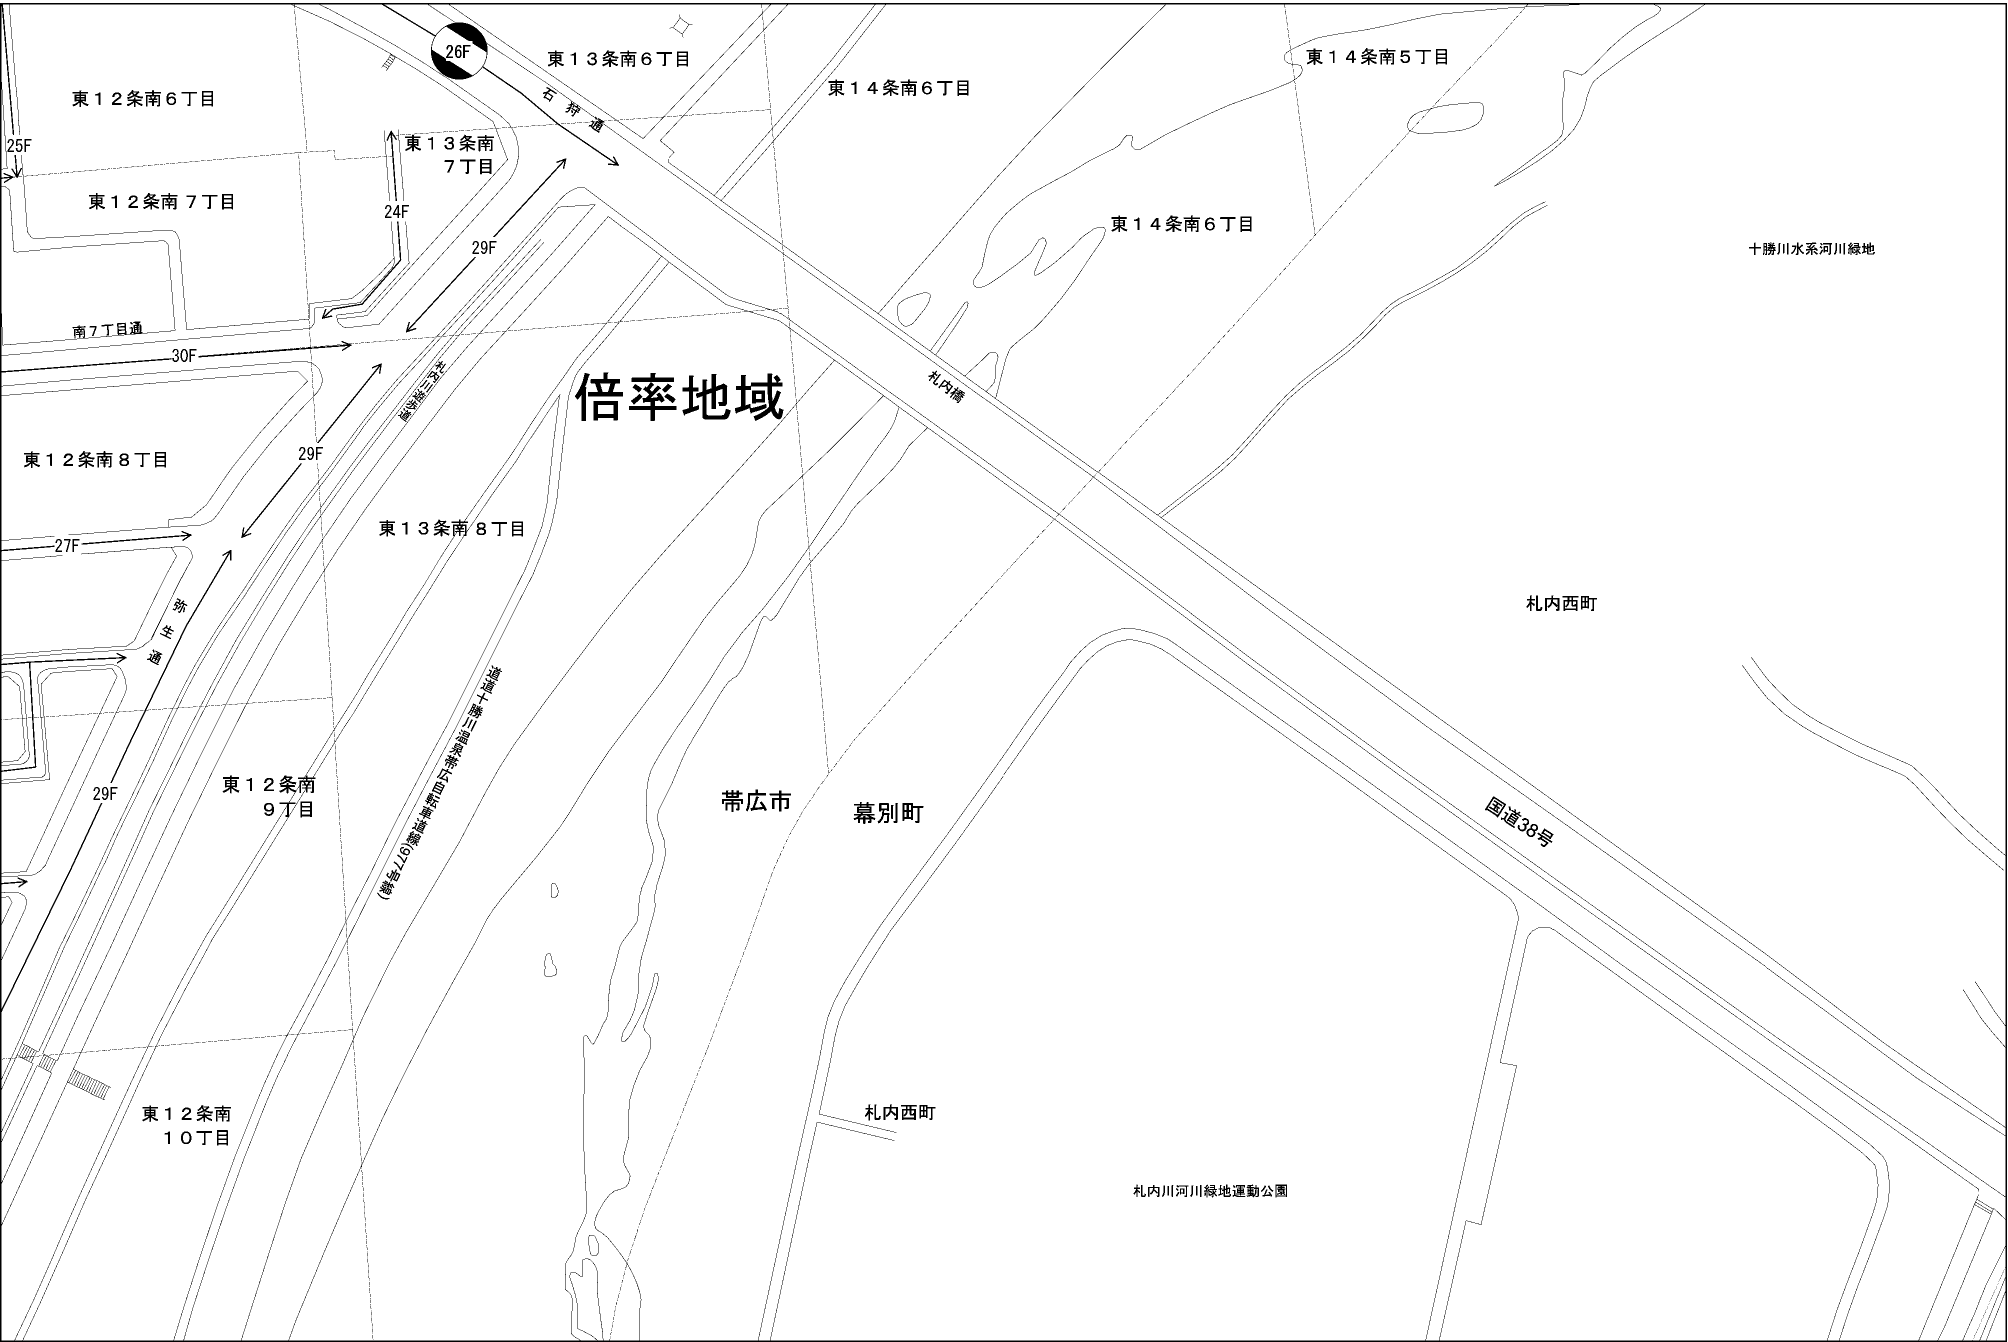 26F
東１３条南６丁目
東１４条南５丁目
東１４条南６丁目
東１２条南６丁目
石狩通
25F
東１３条南
７丁目
東１２条南７丁目
24F
東１４条南６丁目
29F
十勝川水系河川緑地
南７丁目通
30F
札内川遊歩道
倍率地域
札内橋
東１２条南８丁目
29F
東１３条南８丁目
27F
弥生通
札内西町
道道十勝川温泉帯広自転車道線(977号線)
東１２条南
９丁目
29F
帯広市
幕別町
国道38号
東１２条南
１０丁目
札内西町
札内川河川緑地運動公園